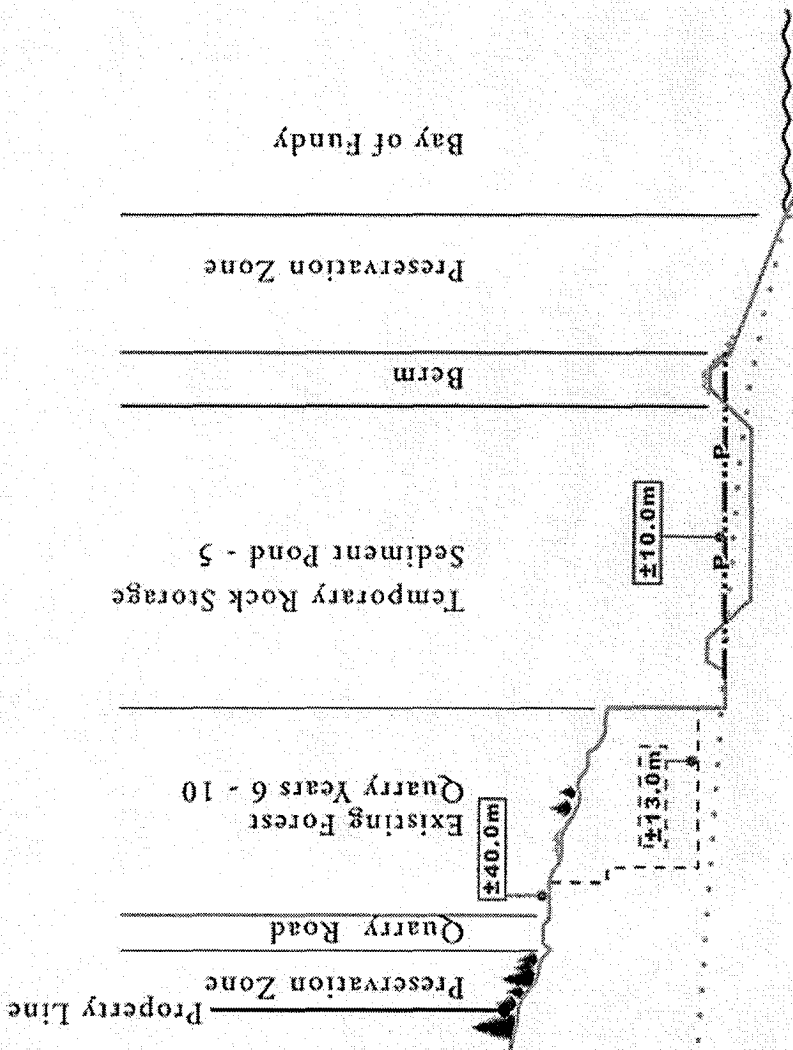 Property Line
Preservation Zone
Quarry Road
Existing Forest
Quarry Years 6 - 10
Temporary Rock Storage
Sediment Pond - 5
Berm
Preservation Zone
Bay of Fundy
±40.0m
±13.0m
±10.0m
P
P